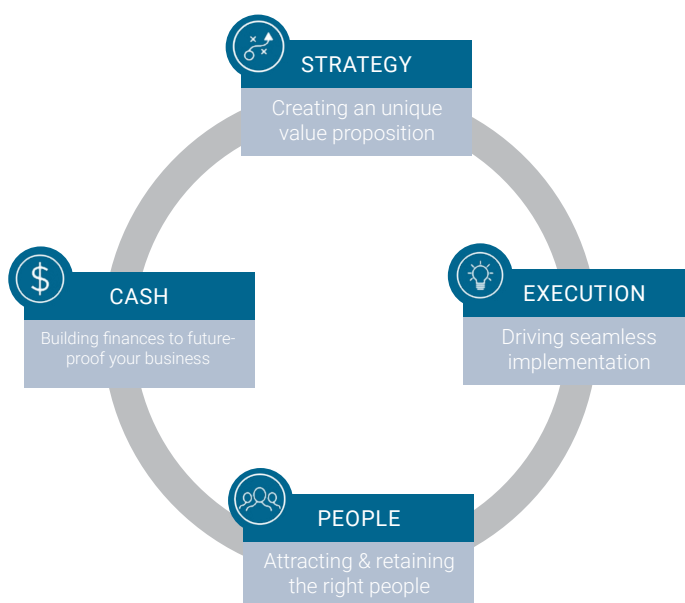 STRATEGY
Creating an unique
value proposition
EXECUTION
Driving seamless
implementation
PEOPLE
Attracting & retaining
the right people
CASH
Building finances to future-
proof your business
$